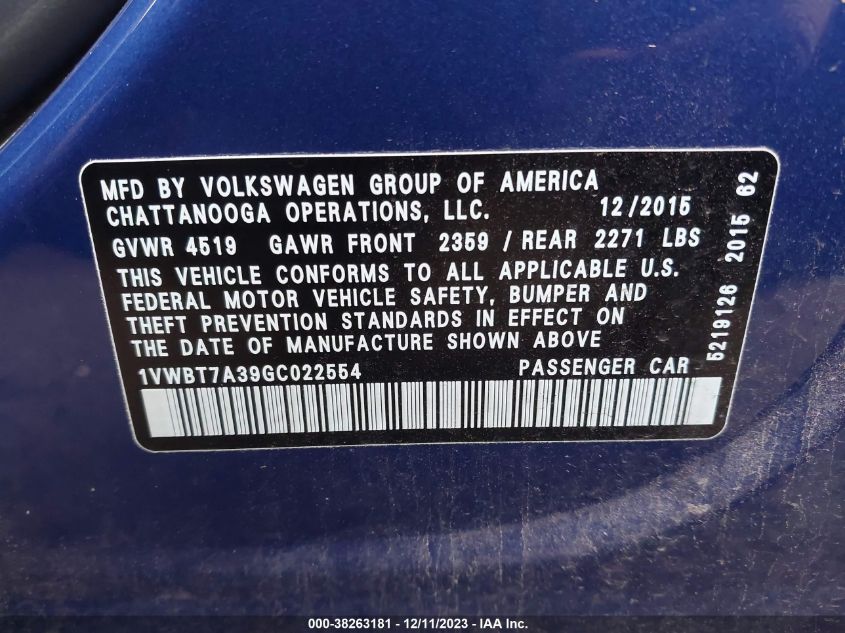 MFD BY VOLKSWAGEN GROUP OF AMERICA
CHATTANOOGA OPERATIONS, LLC. 12/2015
GVWR 4519 GAWR FRONT 2359 / REAR 2271 LBS
THIS VEHICLE CONFORMS TO ALL APPLICABLE U.S.
FEDERAL MOTOR VEHICLE SAFETY, BUMPER AND
THEFT PREVENTION STANDARDS IN EFFECT ON
THE DATE OF MANUFACTURE SHOWN ABOVE
1VWBT7A39GC022554 PASSENGER CAR
5219126 2015 62
000-38263181 - 12/11/2023 - IAA Inc.